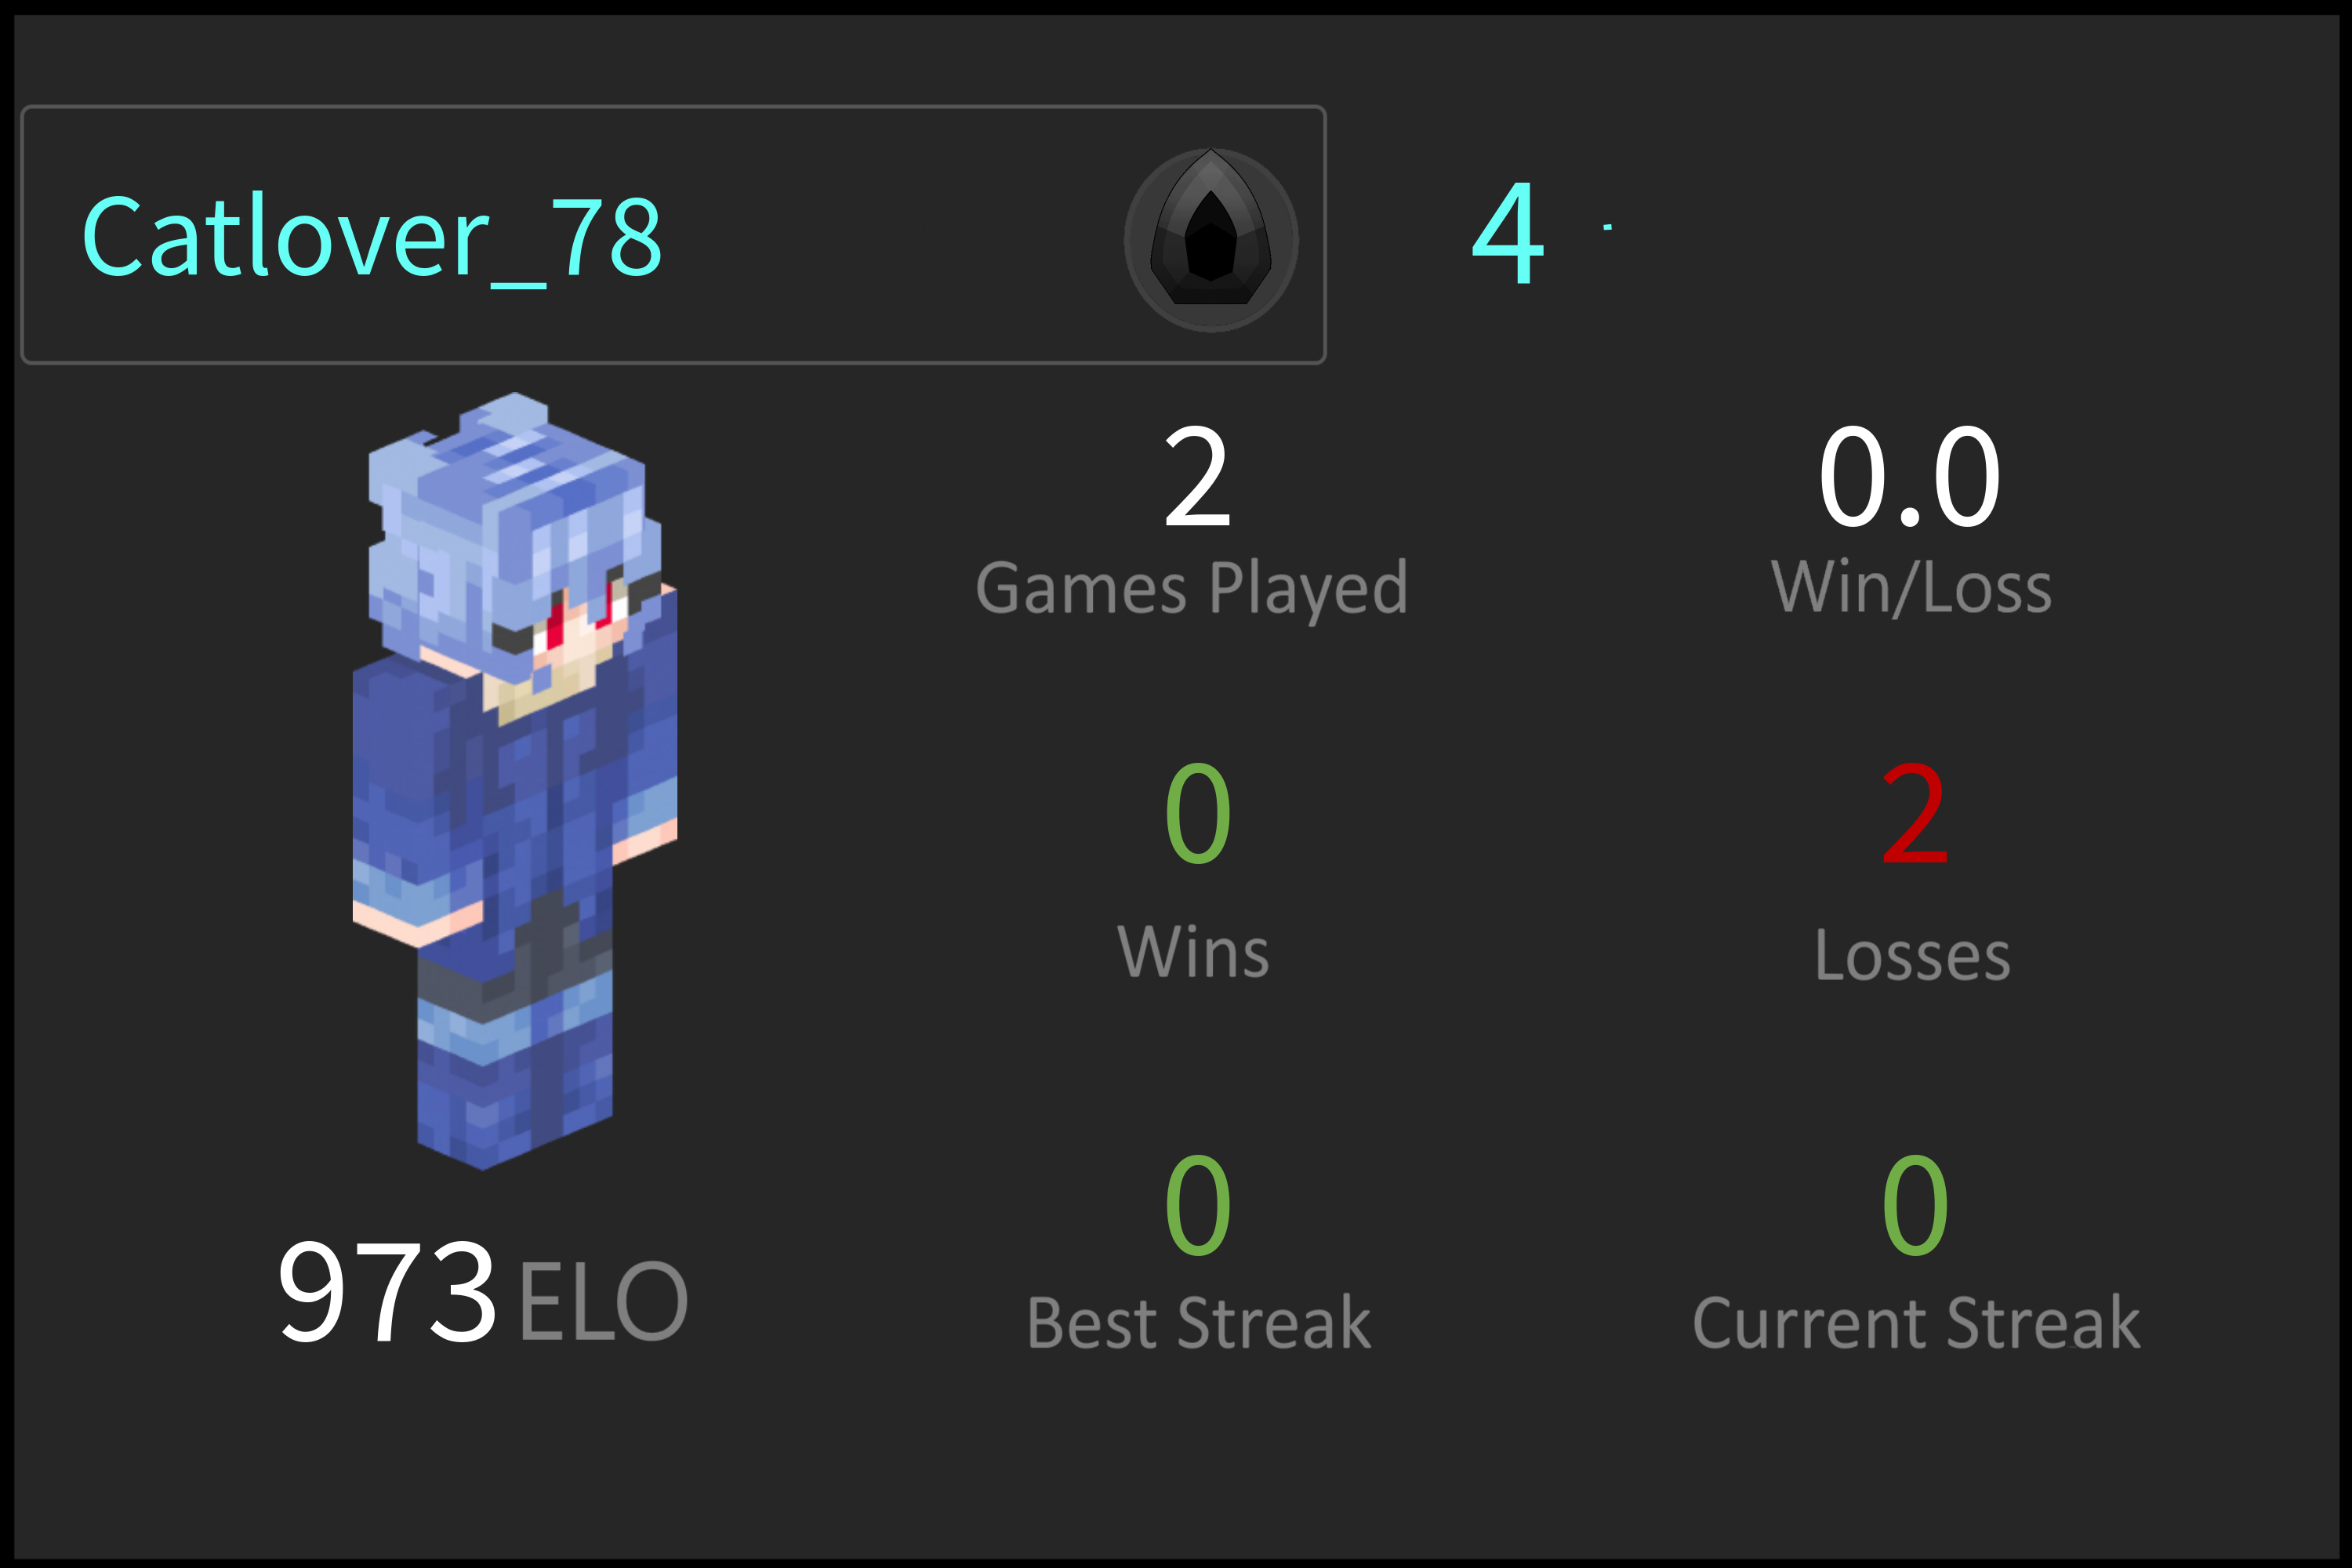 Catlover_78
4
2
0.0
Games Played
Win/Loss
0
2
Wins
Losses
0
0
973 ELO
Best Streak
Current Streak